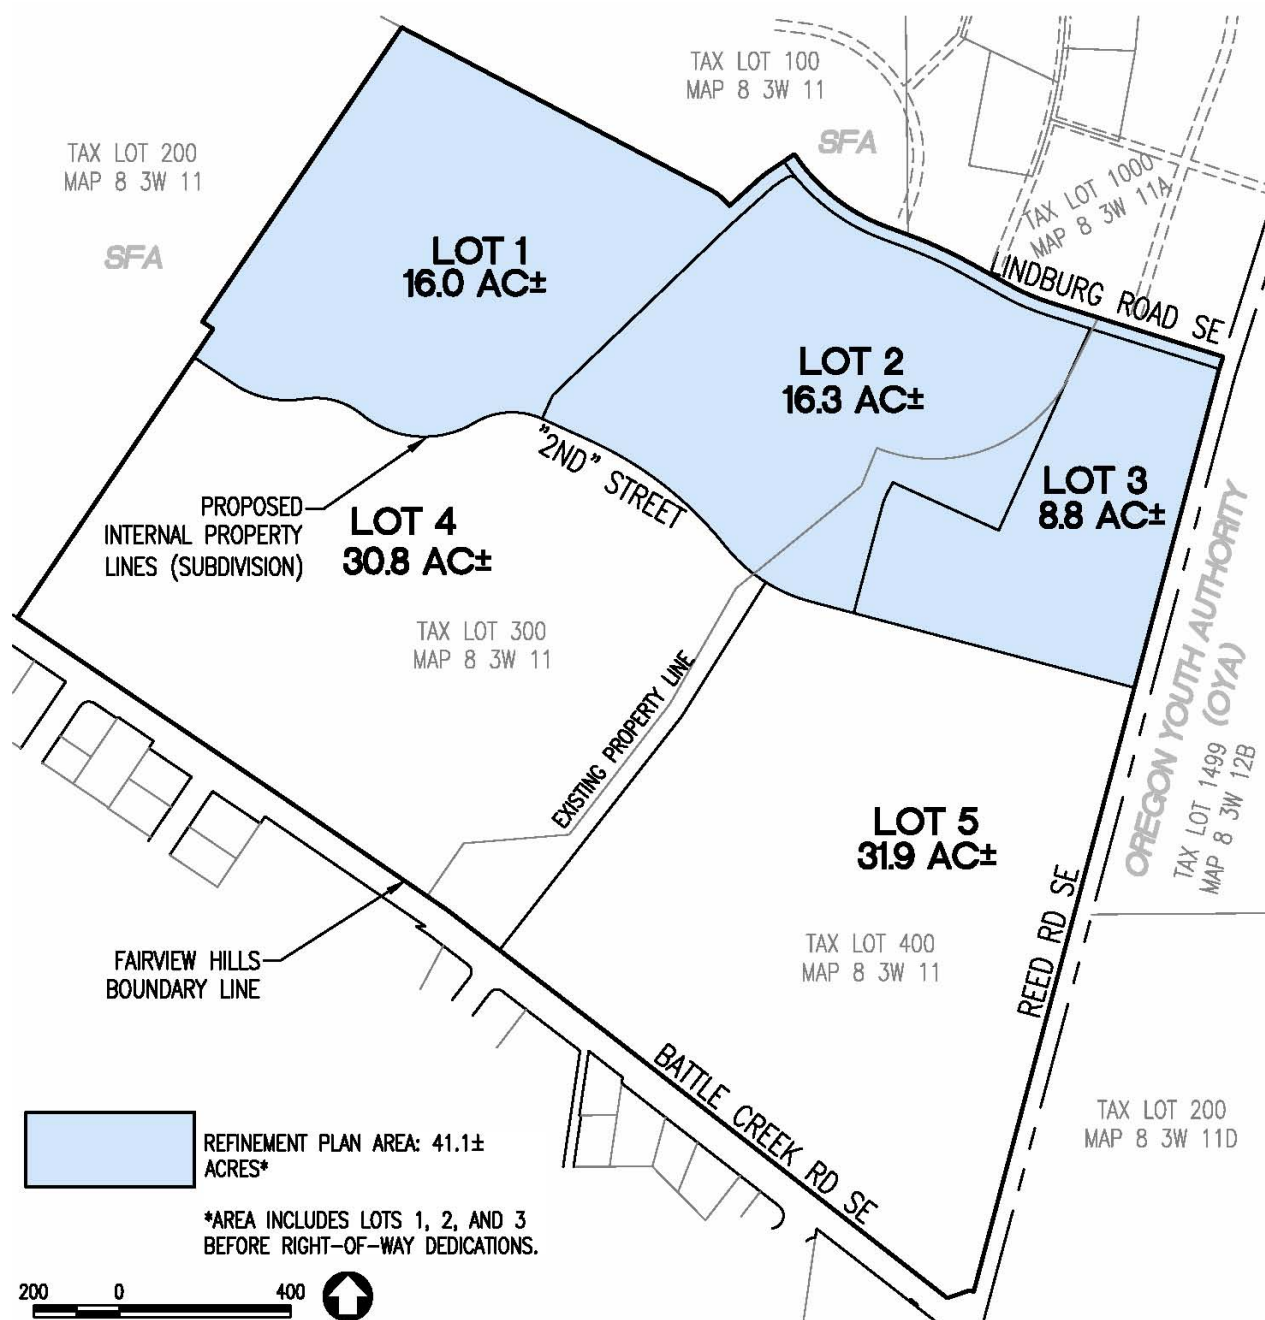 TAX LOT 100
MAP 8 3W 11
SFA
TAX LOT 200
MAP 8 3W 11
SFA
TAX LOT 1000
MAP 8 3W 11A
LINDBURG ROAD SE
LOT 1
16.0 AC±
LOT 2
16.3 AC±
"2ND" STREET
LOT 3
8.8 AC±
PROPOSED
INTERNAL PROPERTY
LINES (SUBDIVISION)
LOT 4
30.8 AC±
TAX LOT 300
MAP 8 3W 11
EXISTING PROPERTY LINE
OREGON YOUTH AUTHORITY
(OYA)
TAX LOT 1499
MAP 8 3W 12B
LOT 5
31.9 AC±
TAX LOT 400
MAP 8 3W 11
REED RD SE
FAIRVIEW HILLS
BOUNDARY LINE
BATTLE CREEK RD SE
TAX LOT 200
MAP 8 3W 11D
REFINEMENT PLAN AREA: 41.1±
ACRES*
*AREA INCLUDES LOTS 1, 2, AND 3
BEFORE RIGHT-OF-WAY DEDICATIONS.
200 0 400